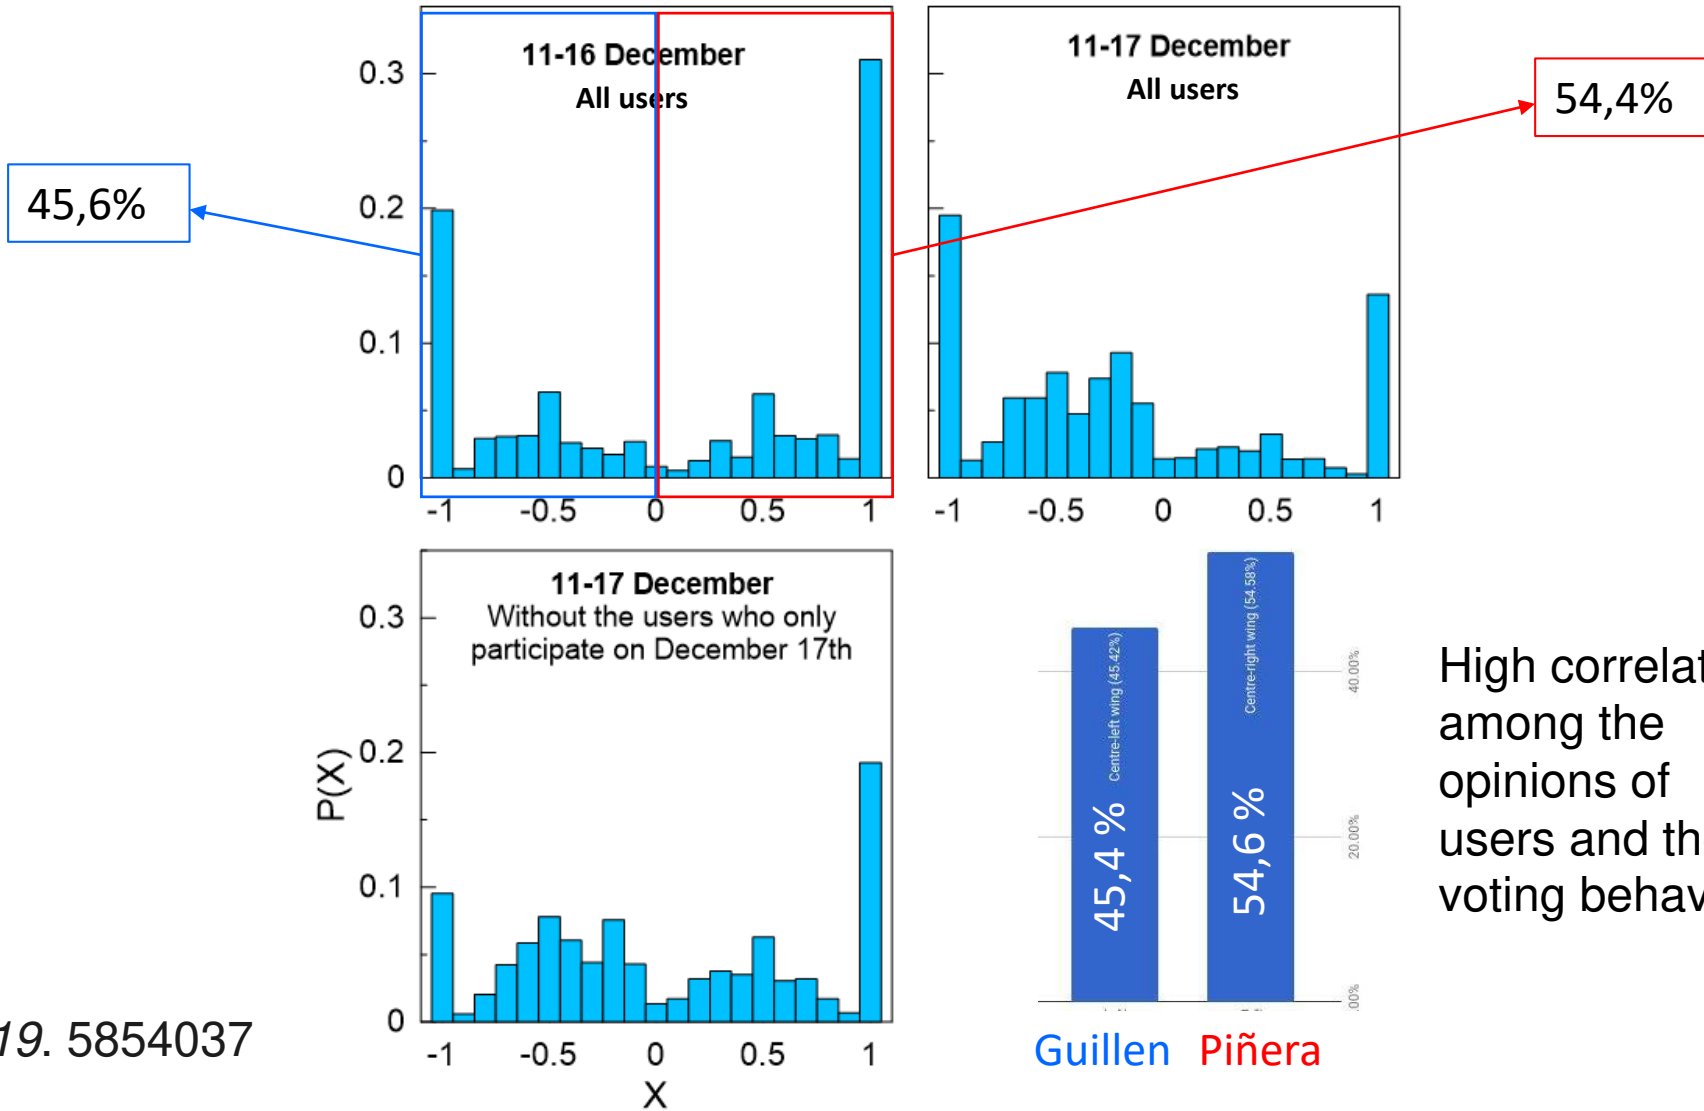 11-16 December
All users
11-17 December
All users
54,4%
45,6%
0.3
0.2
0.1
0
-1 -0.5 0 0.5 1
-1 -0.5 0 0.5 1
11-17 December
Without the users who only
participate on December 17th
0.3
0.2
0.1
0
P(X)
-1 -0.5 0 0.5 1
X
Centre-left wing (45.42%)
45,4 %
Centre-right wing (54.58%)
54,6 %
40.00%
20.00%
.00%
Guillen Piñera
High correlat
among the
opinions of
users and th
voting behav
19. 5854037